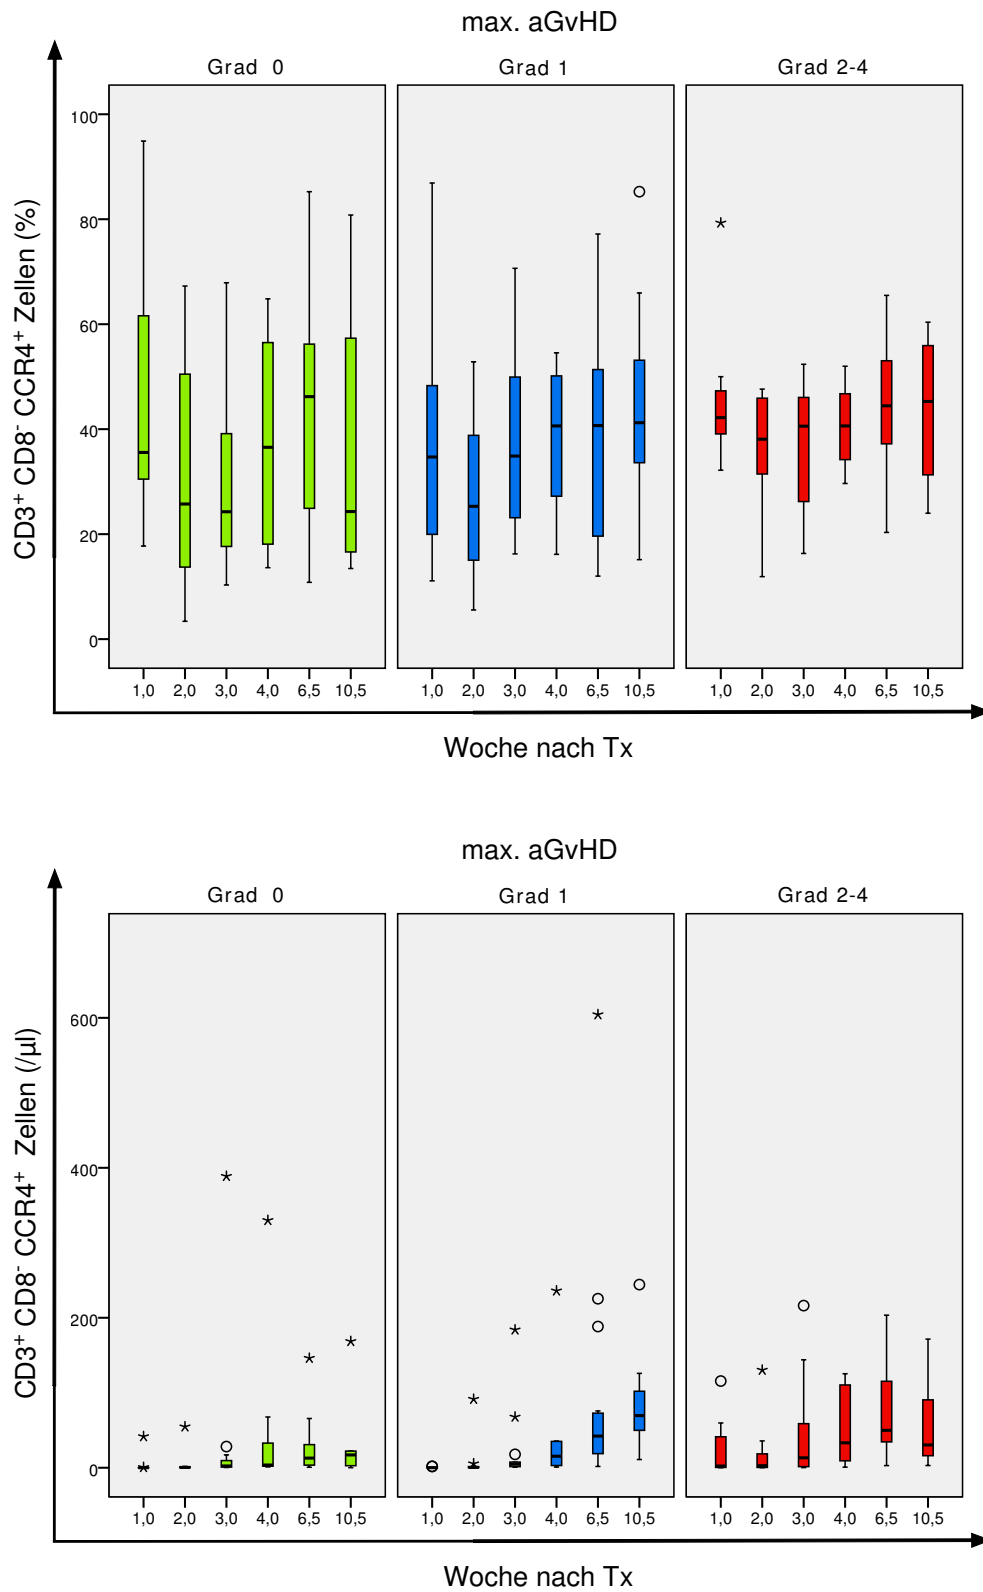 max. aGvHD
Grad 0 Grad 1 Grad 2-4
CD3⁺ CD8⁻ CCR4⁺ Zellen (%)
100
80
60
40
20
0
1,0 2,0 3,0 4,0 6,5 10,5 1,0 2,0 3,0 4,0 6,5 10,5 1,0 2,0 3,0 4,0 6,5 10,5
Woche nach Tx
max. aGvHD
Grad 0 Grad 1 Grad 2-4
CD3⁺ CD8⁻ CCR4⁺ Zellen (/µl)
600
400
200
0
1,0 2,0 3,0 4,0 6,5 10,5 1,0 2,0 3,0 4,0 6,5 10,5 1,0 2,0 3,0 4,0 6,5 10,5
Woche nach Tx